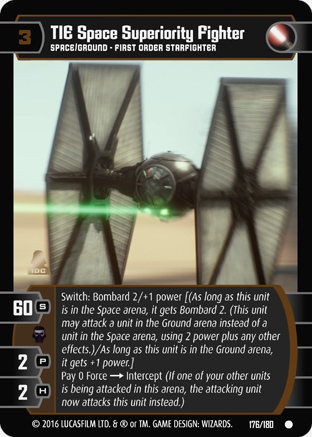 3
TIE Space Superiority Fighter
SPACE/GROUND - FIRST ORDER STARFIGHTER
60 S
2 P
2 H
Switch: Bombard 2/+1 power [(As long as this unit
is in the Space arena, it gets Bombard 2. (This unit
may attack a unit in the Ground arena instead of a
unit in the Space arena, using 2 power plus any other
effects.)/As long as this unit is in the Ground arena,
it gets +1 power.]
Pay 0 Force → Intercept (If one of your other units
is being attacked in this arena, the attacking unit
now attacks this unit instead.)
© 2016 LUCASFILM LTD. & ® or TM. GAME DESIGN: WIZARDS. 176/180